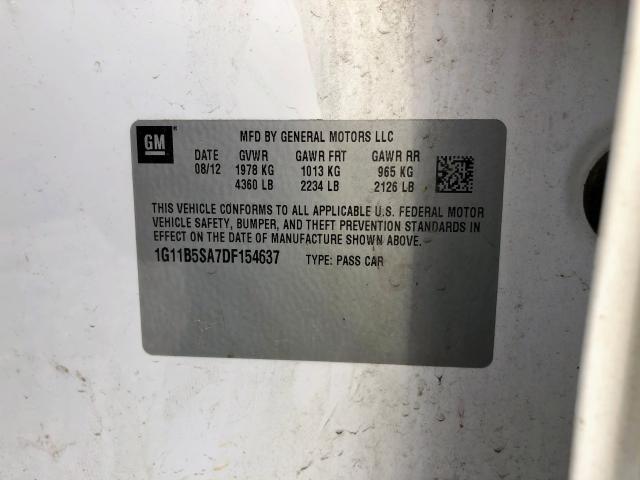 GM
MFD BY GENERAL MOTORS LLC
DATE GVWR GAWR FRT GAWR RR
08/12 1978 KG 1013 KG 965 KG
4360 LB 2234 LB 2126 LB
THIS VEHICLE CONFORMS TO ALL APPLICABLE U.S. FEDERAL MOTOR
VEHICLE SAFETY, BUMPER, AND THEFT PREVENTION STANDARDS IN
EFFECT ON THE DATE OF MANUFACTURE SHOWN ABOVE.
1G11B5SA7DF154637 TYPE: PASS CAR